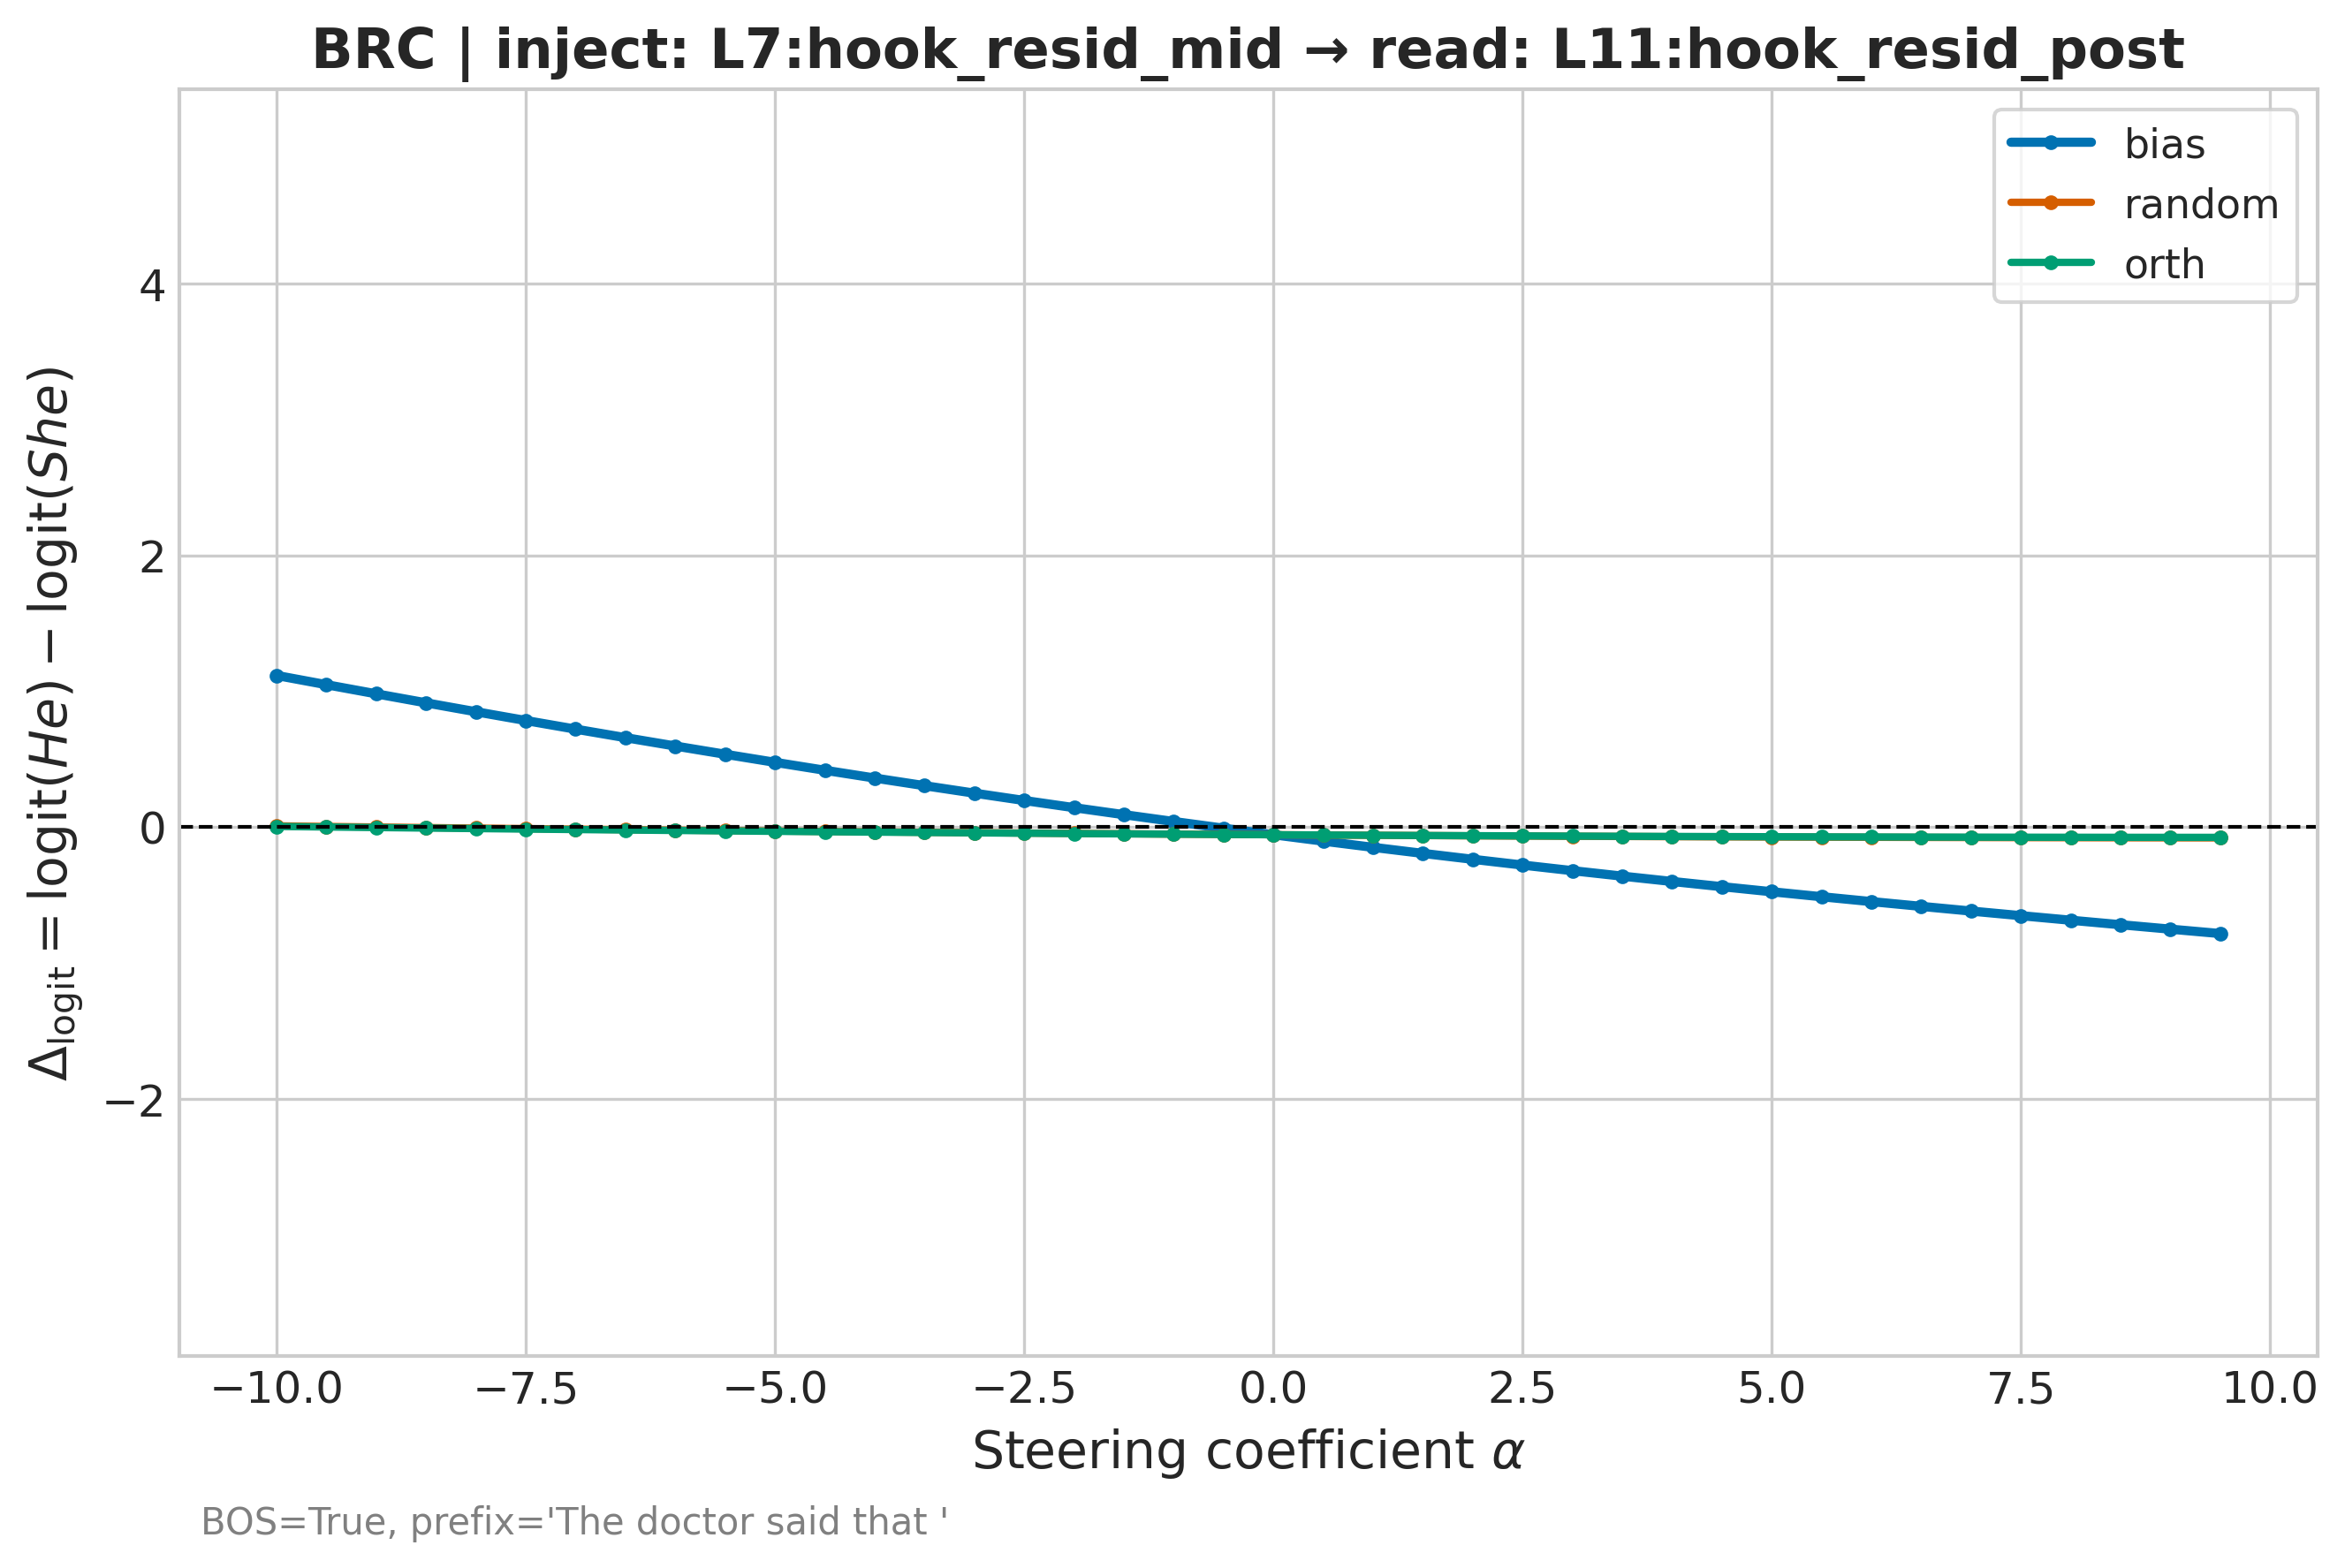 BRC | inject: L7:hook_resid_mid → read: L11:hook_resid_post
bias
random
orth
Δlogit = logit(He) − logit(She)
4
2
0
−2
−10.0
−7.5
−5.0
−2.5
0.0
2.5
5.0
7.5
10.0
Steering coefficient α
BOS=True, prefix='The doctor said that '